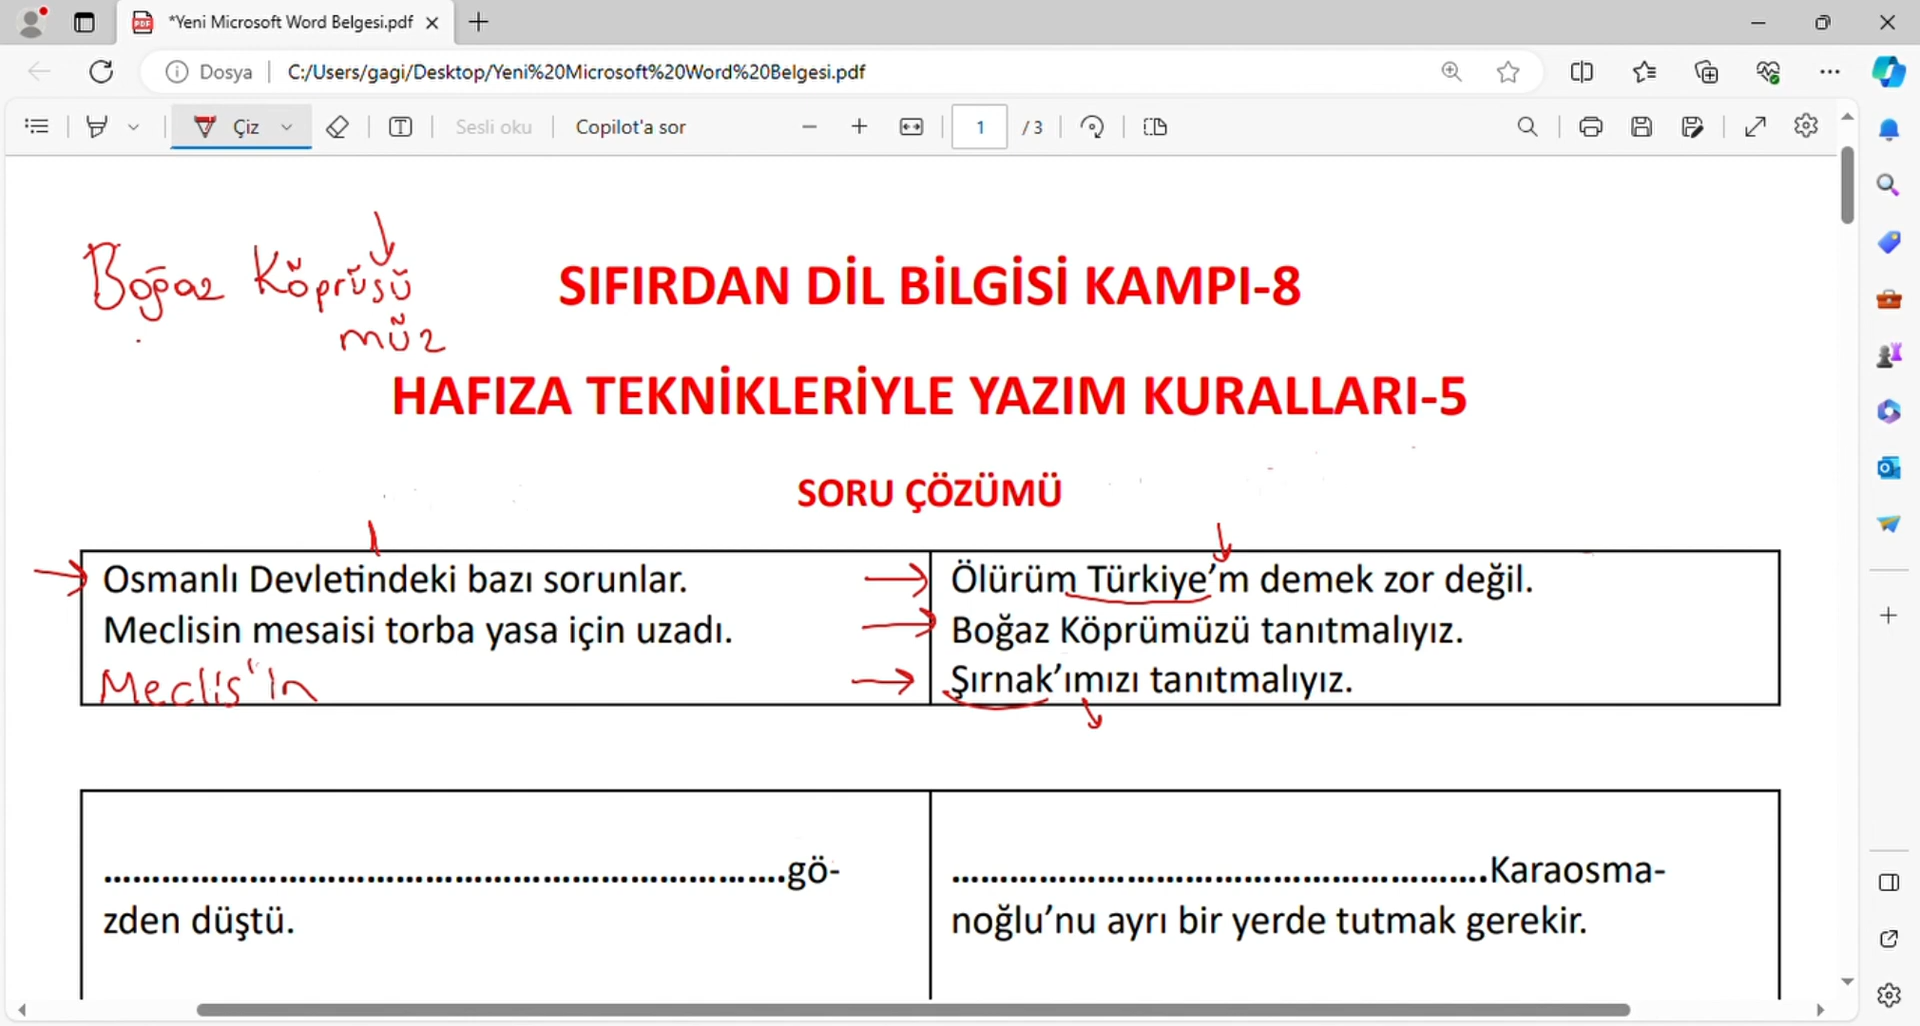 *Yeni Microsoft Word Belgesi.pdf
Dosya
C:/Users/gagi/Desktop/Yeni%20Microsoft%20Word%20Belgesi.pdf
Çiz
Sesli oku
Copilot'a sor
1 / 3
Boğaz Köprüsü
müz
SIFIRDAN DİL BİLGİSİ KAMPI-8
HAFIZA TEKNİKLERİYLE YAZIM KURALLARI-5
SORU ÇÖZÜMÜ
Osmanlı Devletindeki bazı sorunlar.
Meclisin mesaisi torba yasa için uzadı.
Meclis'in
Ölürüm Türkiye’m demek zor değil.
Boğaz Köprümüzü tanıtmalıyız.
Şırnak’ımızı tanıtmalıyız.
........................................................................gö-
zden düştü.
........................................................Karaosma-
noğlu’nu ayrı bir yerde tutmak gerekir.